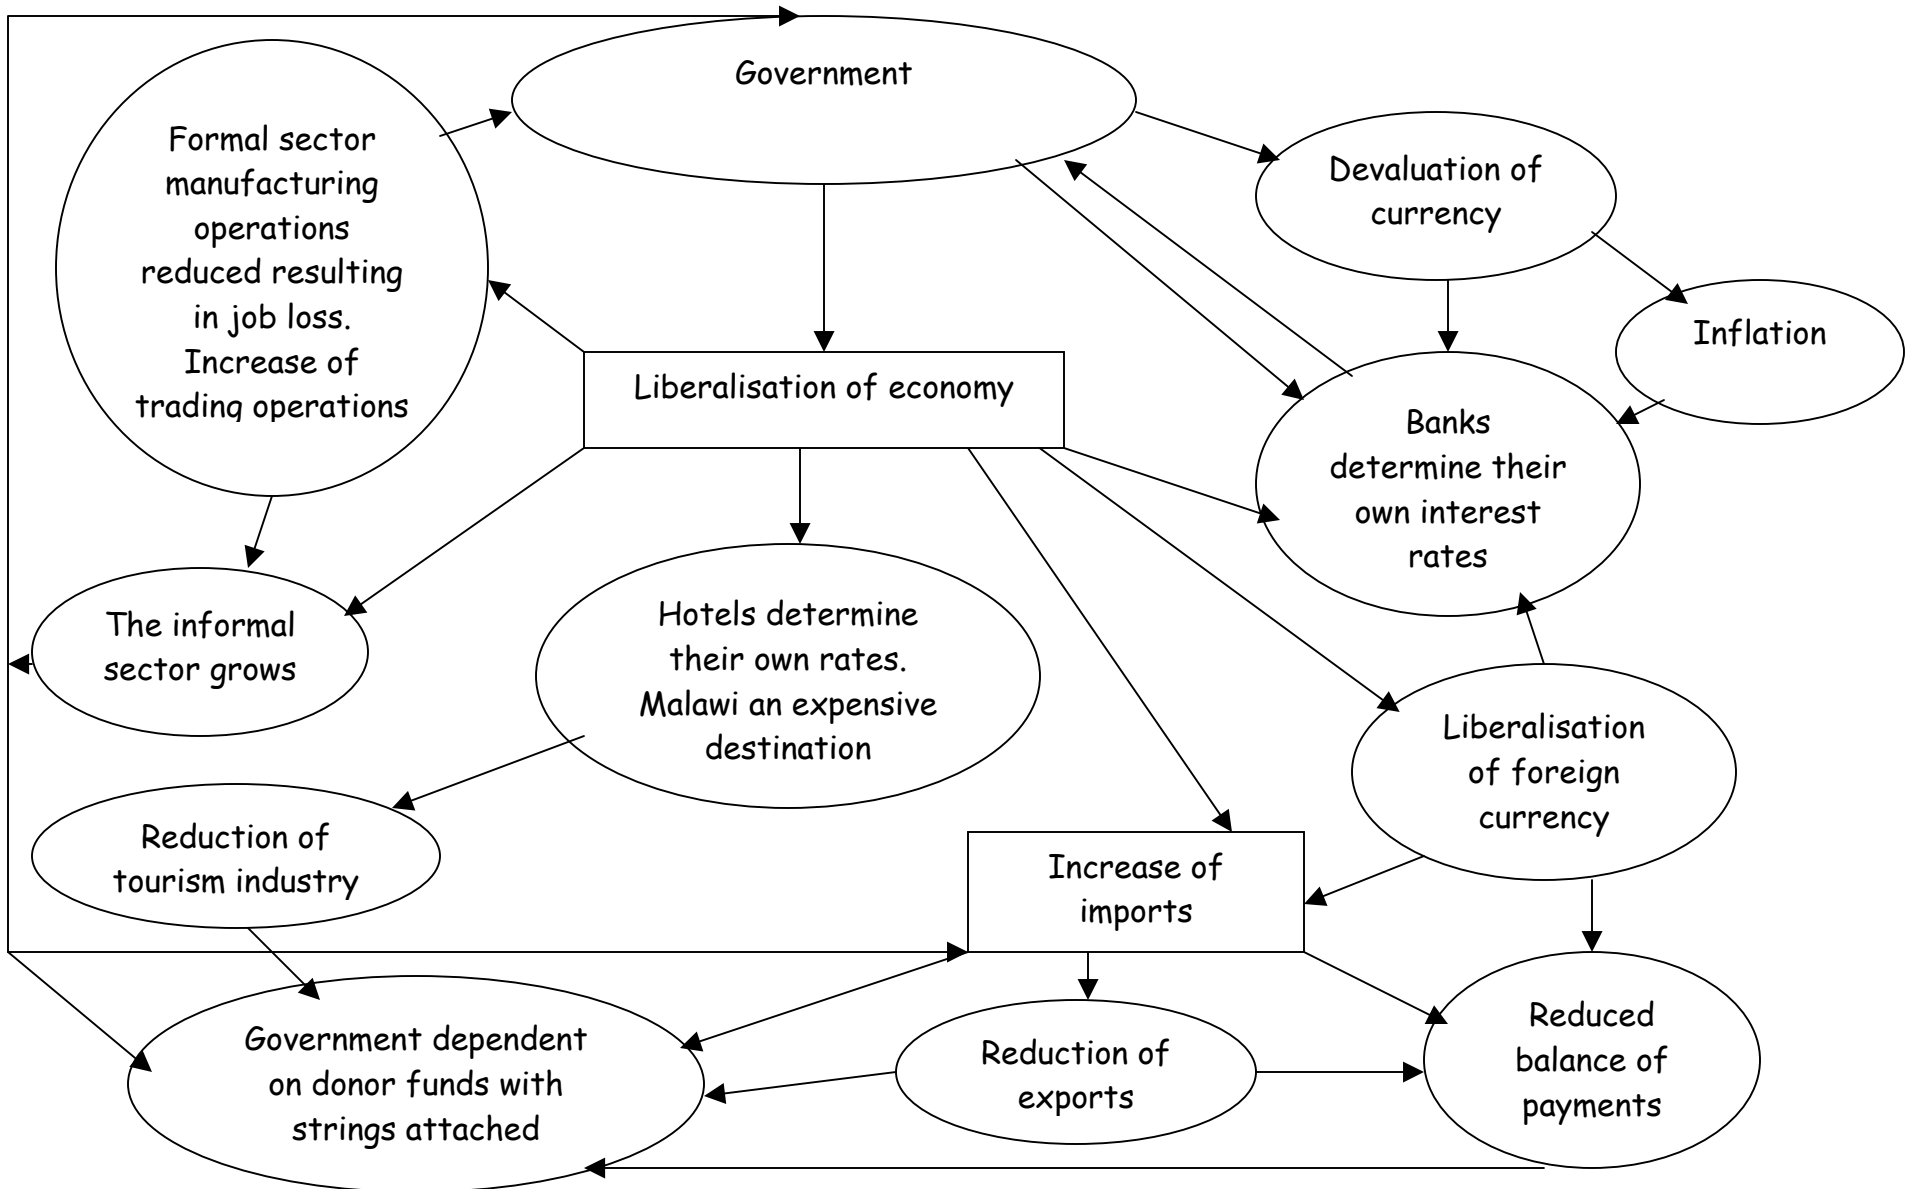 Government
Formal sector
manufacturing
operations
reduced resulting
in job loss.
Increase of
trading operations
Devaluation of
currency
Inflation
Liberalisation of economy
Banks
determine their
own interest
rates
The informal
sector grows
Hotels determine
their own rates.
Malawi an expensive
destination
Liberalisation
of foreign
currency
Reduction of
tourism industry
Increase of
imports
Government dependent
on donor funds with
strings attached
Reduction of
exports
Reduced
balance of
payments